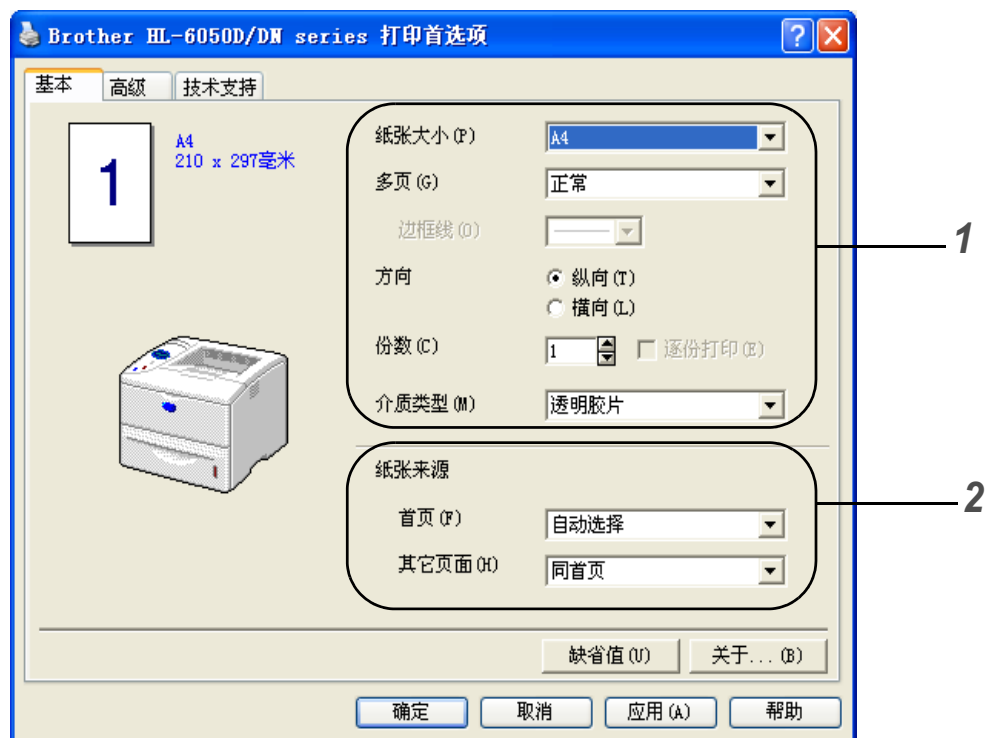 Brother HL-6050D/DN series 打印首选项
基本 高级 技术支持
1
A4
210 x 297毫米
纸张大小(P) A4
多页(G) 正常
边框线(O)
方向 纵向(T)
横向(L)
份数(C) 1 逐份打印(E)
介质类型(M) 透明胶片
1
纸张来源
首页(F) 自动选择
其它页面(H) 同首页
2
缺省值(U) 关于...(B)
确定 取消 应用(A) 帮助